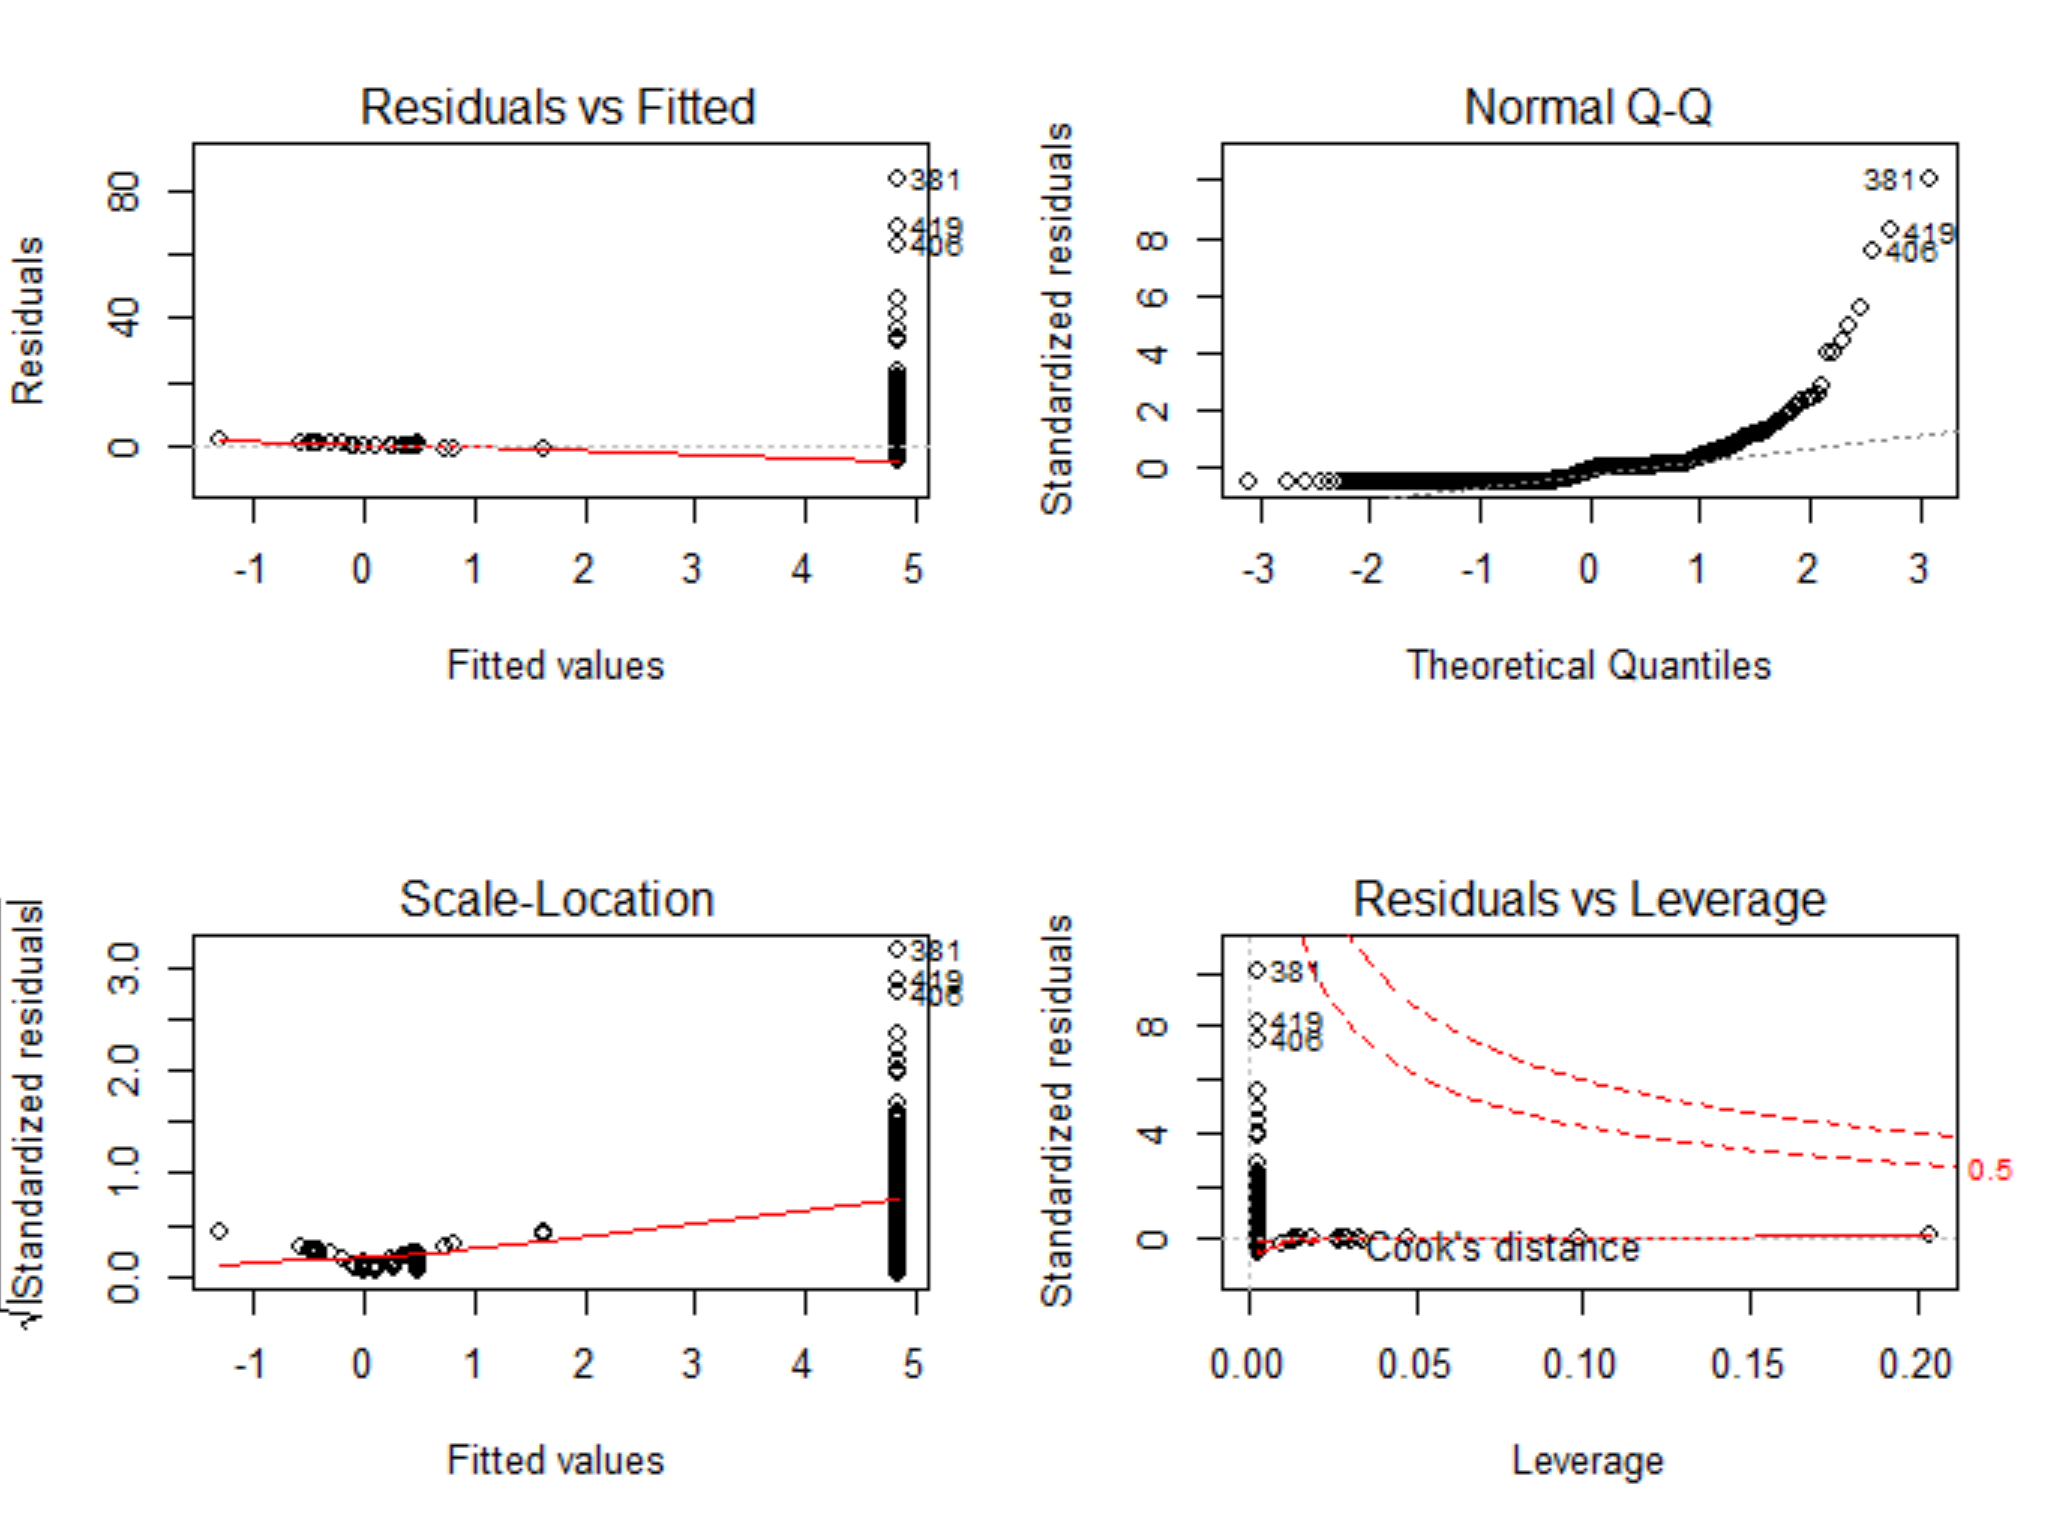 Residuals vs Fitted
Residuals
80
40
0
381
419
406
-1 0 1 2 3 4 5
Fitted values
Normal Q-Q
Standardized residuals
8
6
4
2
0
381
419
406
-3 -2 -1 0 1 2 3
Theoretical Quantiles
Scale-Location
√|Standardized residuals|
3.0
2.0
1.0
0.0
381
419
406
-1 0 1 2 3 4 5
Fitted values
Residuals vs Leverage
Standardized residuals
8
4
0
381
419
406
0.5
Cook's distance
0.00 0.05 0.10 0.15 0.20
Leverage